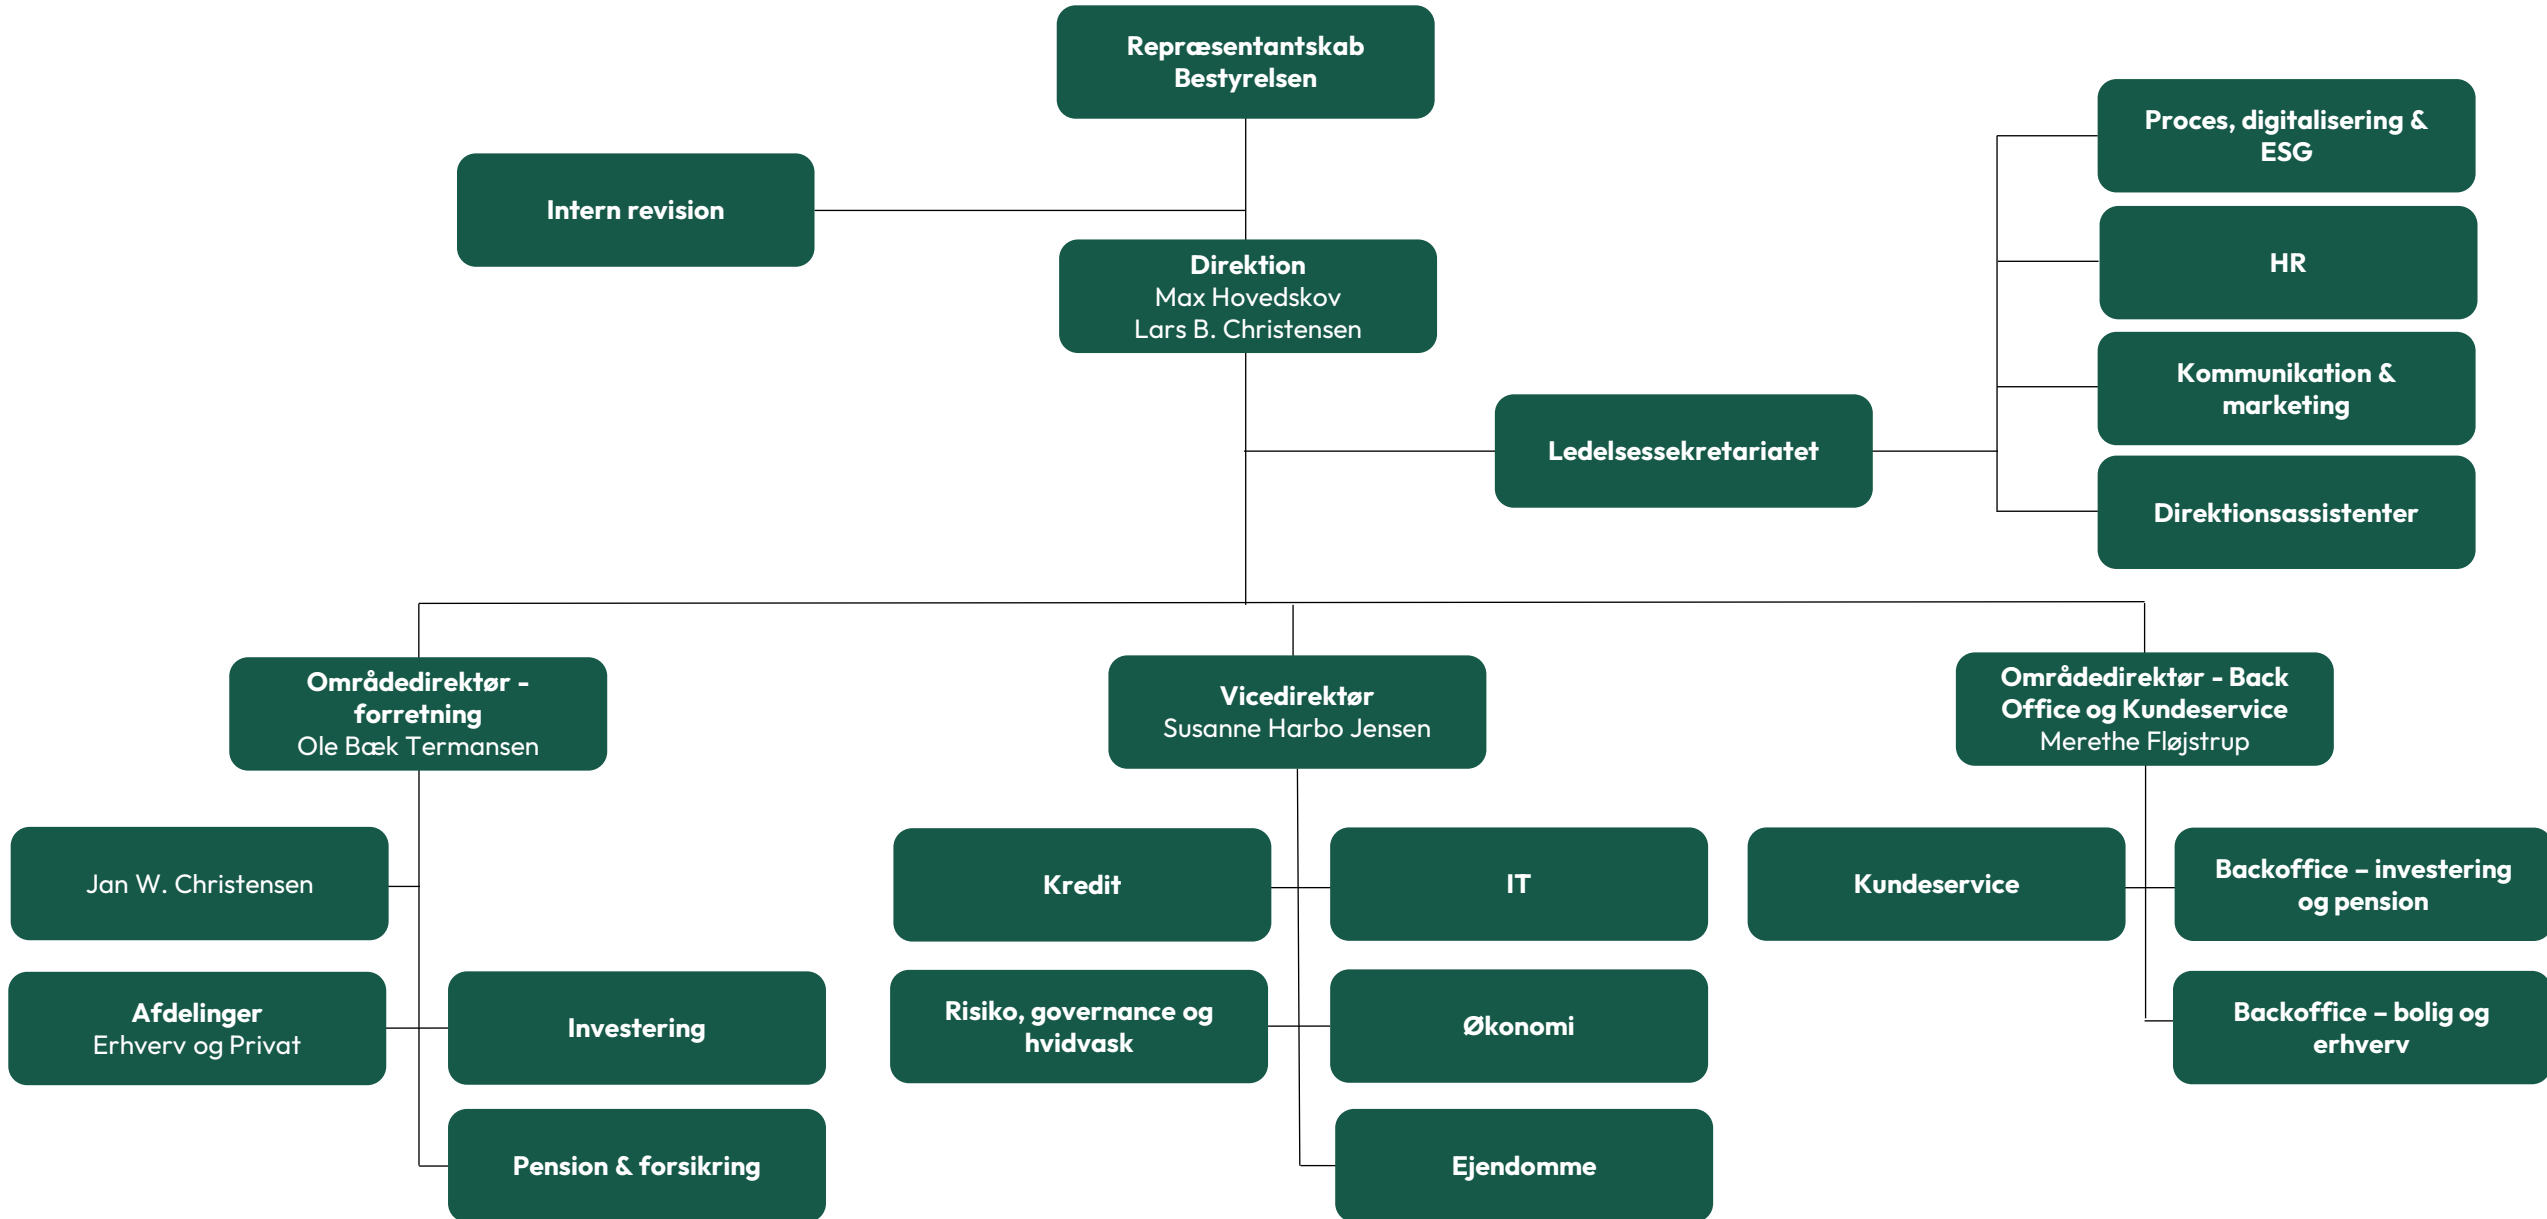 Repræsentantskab
Bestyrelsen
Proces, digitalisering &
ESG
Intern revision
HR
Direktion
Max Hovedskov
Lars B. Christensen
Kommunikation &
marketing
Ledelsessekretariatet
Direktionsassistenter
Områdedirektør -
forretning
Ole Bæk Termansen
Vicedirektør
Susanne Harbo Jensen
Områdedirektør - Back
Office og Kundeservice
Merethe Fløjstrup
Jan W. Christensen
Kredit
IT
Kundeservice
Backoffice – investering
og pension
Afdelinger
Erhverv og Privat
Investering
Risiko, governance og
hvidvask
Økonomi
Backoffice – bolig og
erhverv
Pension & forsikring
Ejendomme